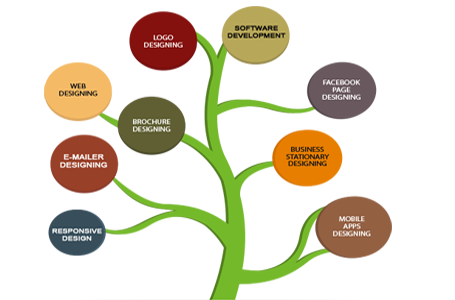 LOGO
DESIGNING
SOFTWARE
DEVELOPMENT
WEB
DESIGNING
FACEBOOK
PAGE
DESIGNING
BROCHURE
DESIGNING
E-MAILER
DESIGNING
BUSINESS
STATIONARY
DESIGNING
RESPONSIVE
DESIGN
MOBILE
APPS
DESIGNING